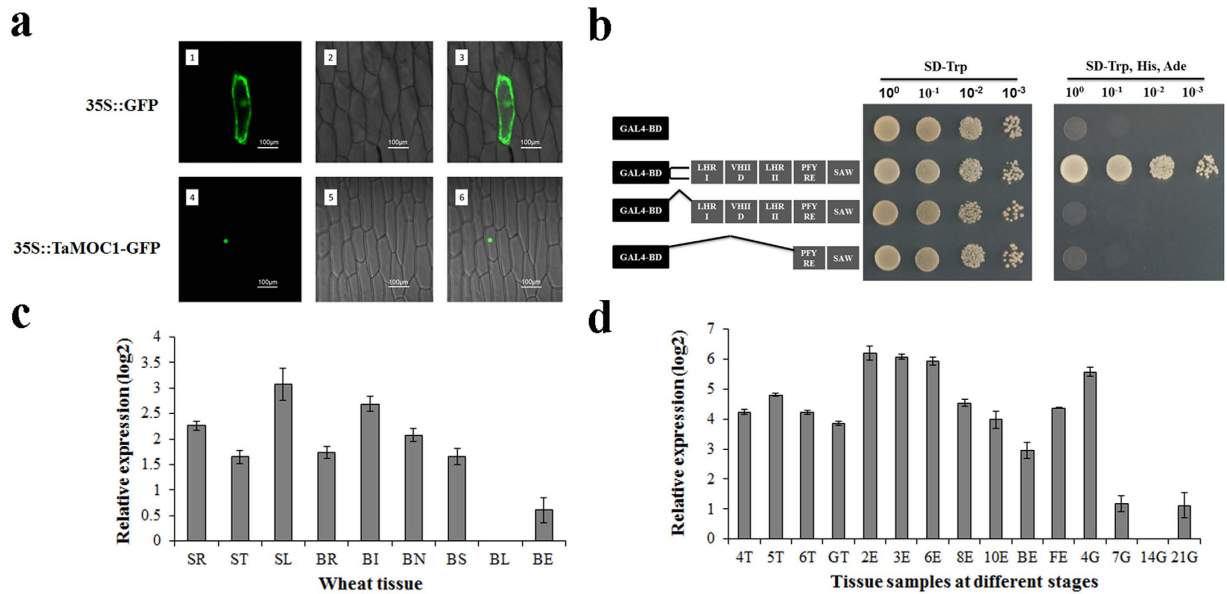 a
35S::GFP
1
2
3
100μm
100μm
100μm
35S::TaMOC1-GFP
4
5
6
100μm
100μm
100μm
b
SD-Trp
SD-Trp, His, Ade
10⁰ 10⁻¹ 10⁻² 10⁻³
10⁰ 10⁻¹ 10⁻² 10⁻³
GAL4-BD
GAL4-BD LHR I VHII D LHR II PFY RE SAW
GAL4-BD LHR I VHII D LHR II PFY RE SAW
GAL4-BD PFY RE SAW
c
Relative expression (log2)
4
3.5
3
2.5
2
1.5
1
0.5
0
SR ST SL BR BI BN BS BL BE
Wheat tissue
d
Relative expression (log2)
7
6
5
4
3
2
1
0
4T 5T 6T GT 2E 3E 6E 8E 10E BE FE 4G 7G 14G 21G
Tissue samples at different stages